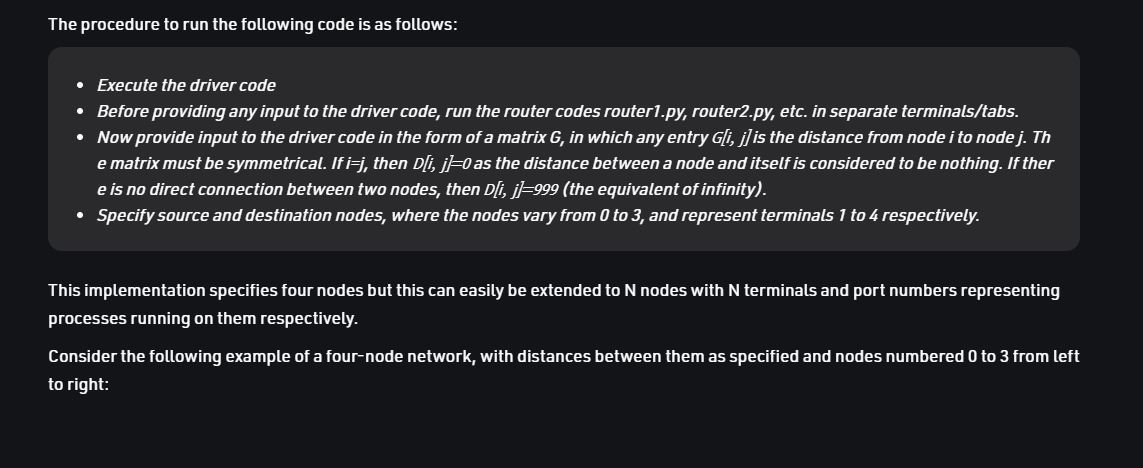 The procedure to run the following code is as follows:
• Execute the driver code
• Before providing any input to the driver code, run the router codes router1.py, router2.py, etc. in separate terminals/tabs.
• Now provide input to the driver code in the form of a matrix G, in which any entry G[i, j] is the distance from node i to node j. Th
e matrix must be symmetrical. If i=j, then D[i, j]=0 as the distance between a node and itself is considered to be nothing. If ther
e is no direct connection between two nodes, then D[i, j]=999 (the equivalent of infinity).
• Specify source and destination nodes, where the nodes vary from 0 to 3, and represent terminals 1 to 4 respectively.
This implementation specifies four nodes but this can easily be extended to N nodes with N terminals and port numbers representing
processes running on them respectively.
Consider the following example of a four-node network, with distances between them as specified and nodes numbered 0 to 3 from left
to right: